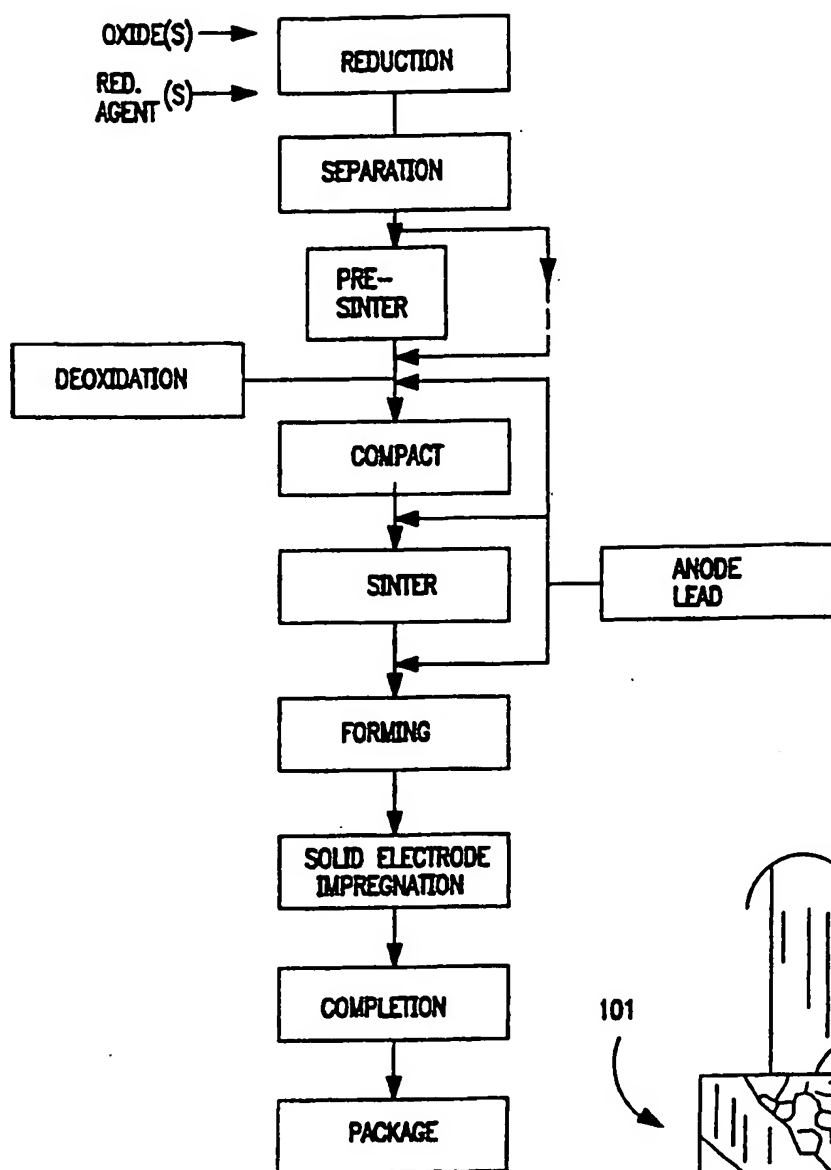 OXIDE(S)
REDUCTION
RED.
AGENT (S)
SEPARATION
PRE-
SINTER
DEOXIDATION
COMPACT
SINTER
ANODE
LEAD
FORMING
SOLID ELECTRODE
IMPREGNATION
COMPLETION
101
PACKAGE